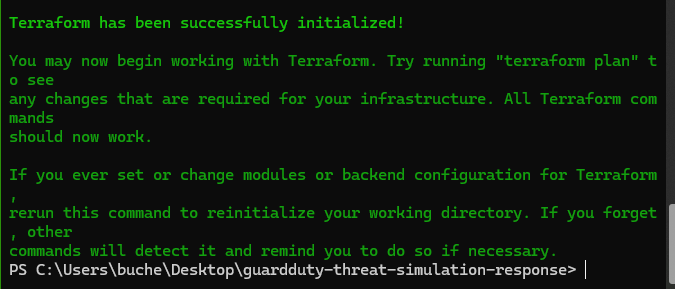 Terraform has been successfully initialized!
You may now begin working with Terraform. Try running "terraform plan" t
o see
any changes that are required for your infrastructure. All Terraform com
mands
should now work.
If you ever set or change modules or backend configuration for Terraform
,
rerun this command to reinitialize your working directory. If you forget
, other
commands will detect it and remind you to do so if necessary.
PS C:\Users\buche\Desktop\guardduty-threat-simulation-response>